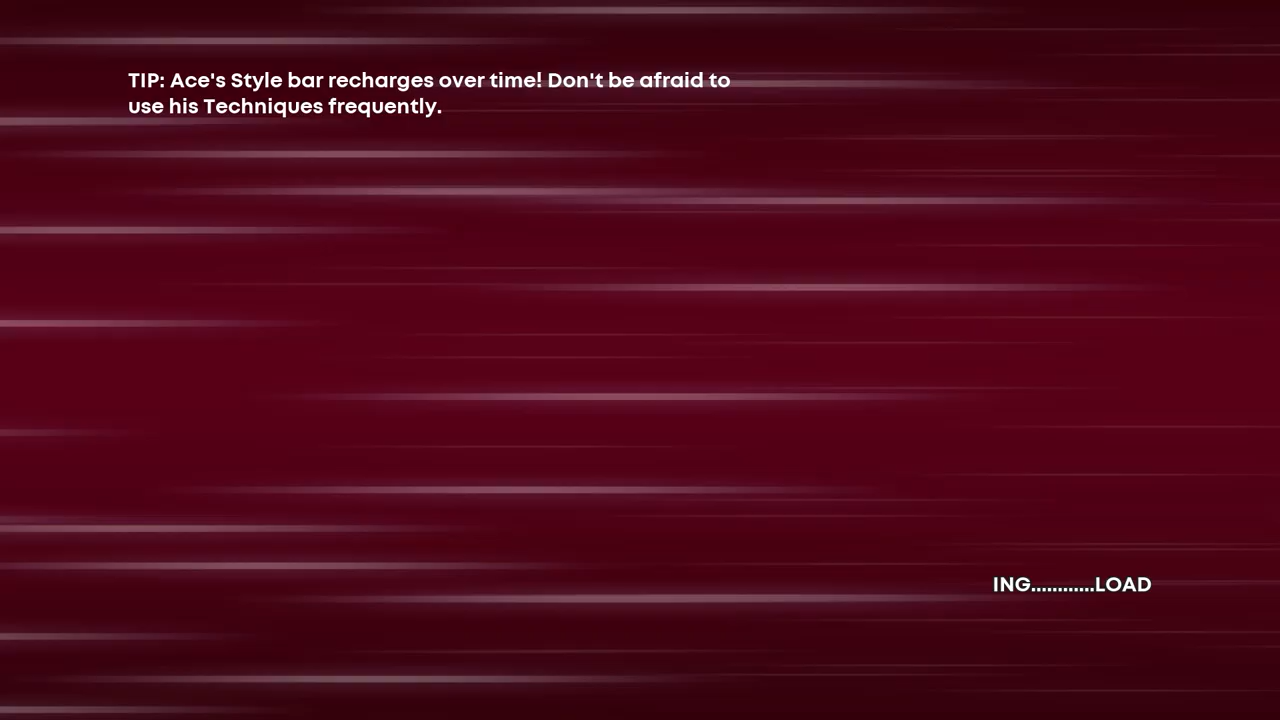 TIP: Ace's Style bar recharges over time! Don't be afraid to
use his Techniques frequently.
ING............LOAD